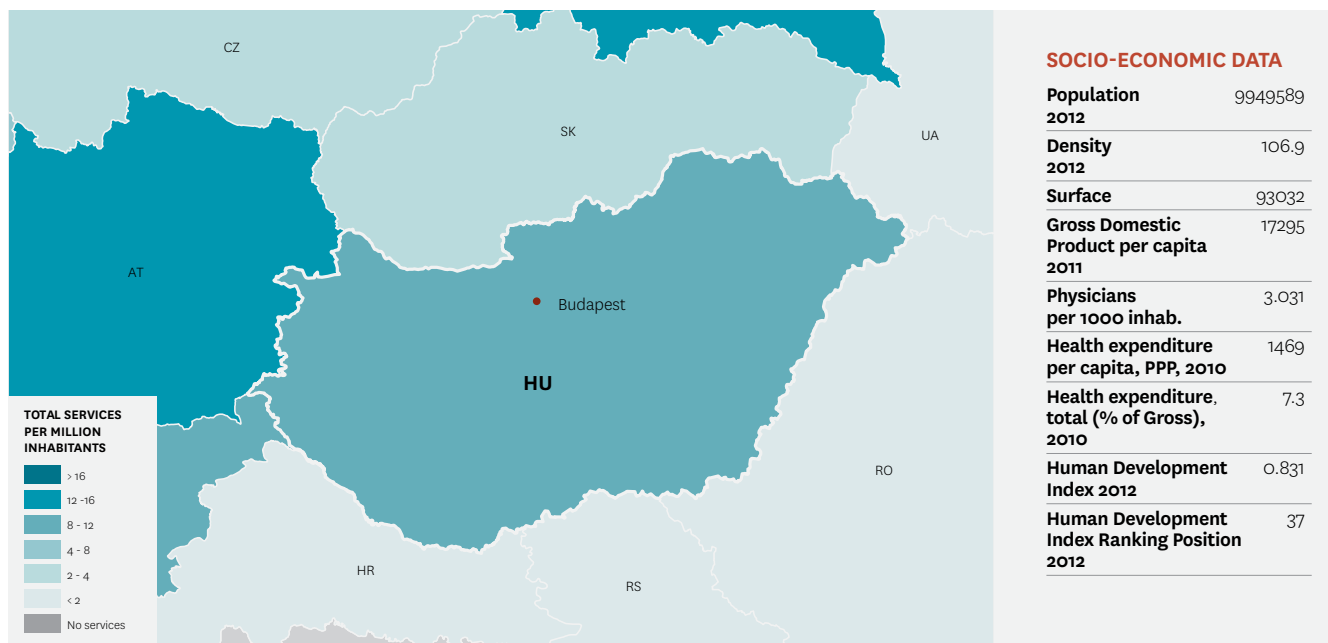 CZ
SK
UA
AT
Budapest
HU
RO
HR
RS
TOTAL SERVICES
PER MILLION
INHABITANTS
> 16
12 -16
8 - 12
4 - 8
2 - 4
< 2
No services
SOCIO-ECONOMIC DATA
Population 9949589
2012
Density 106.9
2012
Surface 93032
Gross Domestic 17295
Product per capita
2011
Physicians 3.031
per 1000 inhab.
Health expenditure 1469
per capita, PPP, 2010
Health expenditure, 7.3
total (% of Gross),
2010
Human Development 0.831
Index 2012
Human Development 37
Index Ranking Position
2012